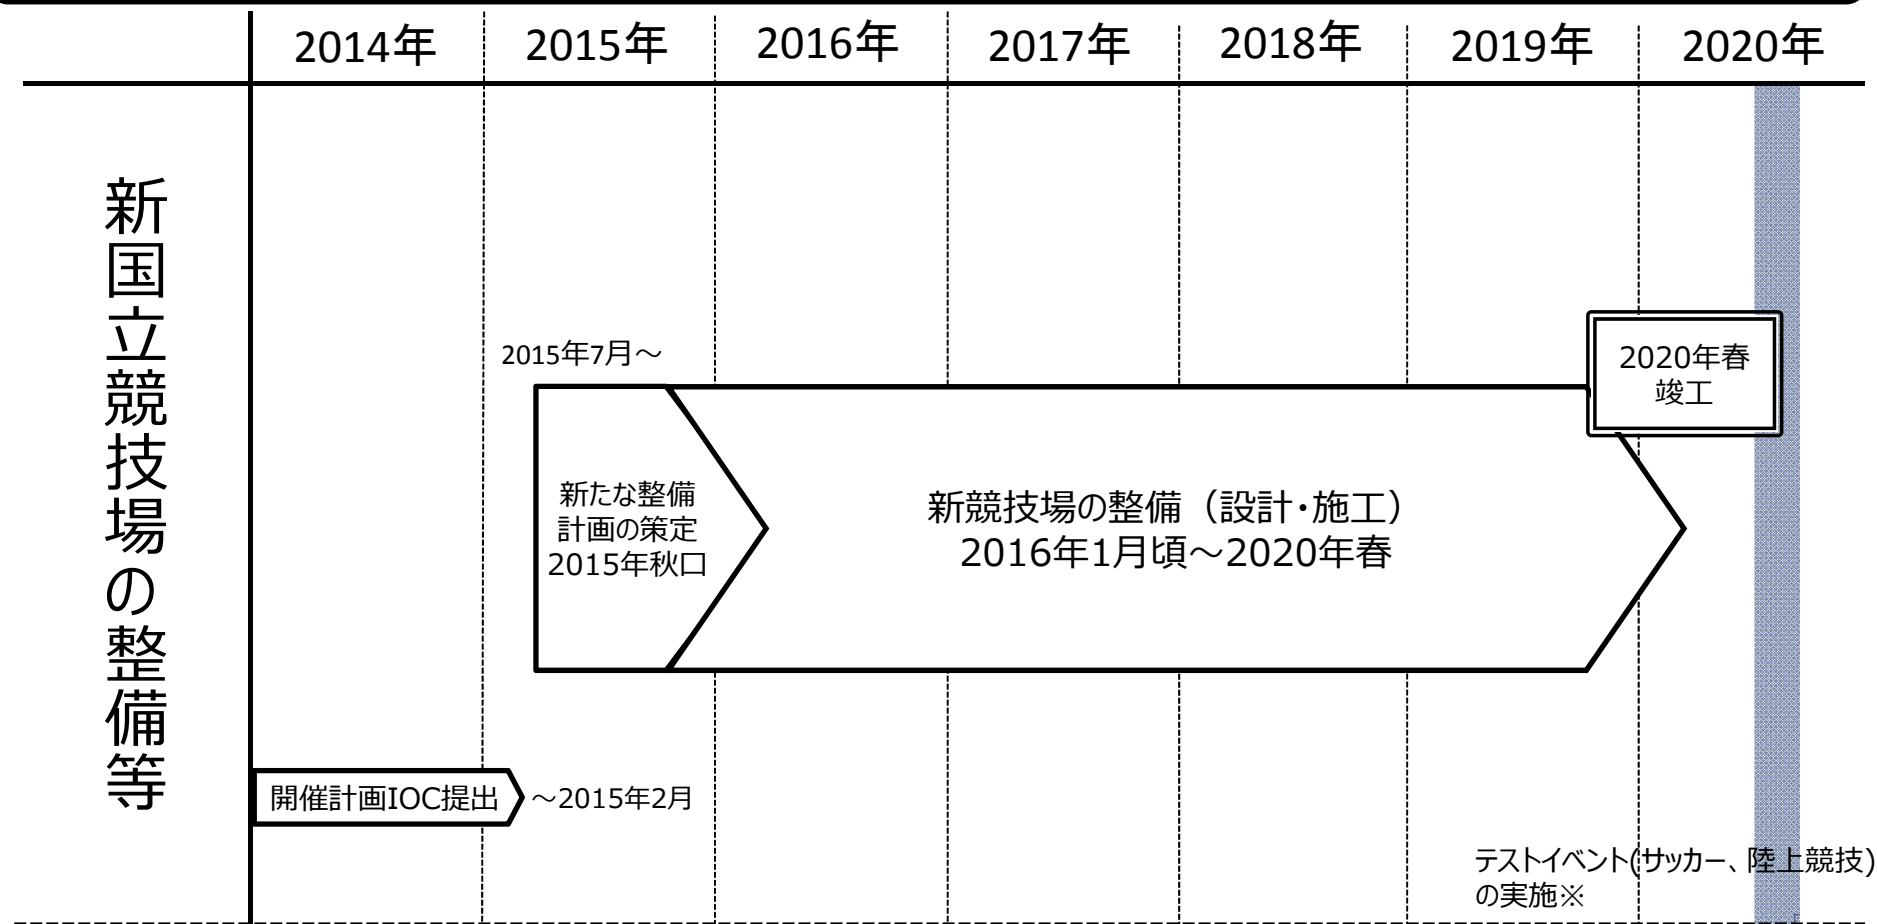 2014年 2015年 2016年 2017年 2018年 2019年 2020年
新国立競技場の整備等
2015年7月～
新たな整備
計画の策定
2015年秋口
新競技場の整備（設計・施工）
2016年1月頃～2020年春
2020年春
竣工
開催計画IOC提出
～2015年2月
テストイベント(サッカー、陸上競技)
の実施※